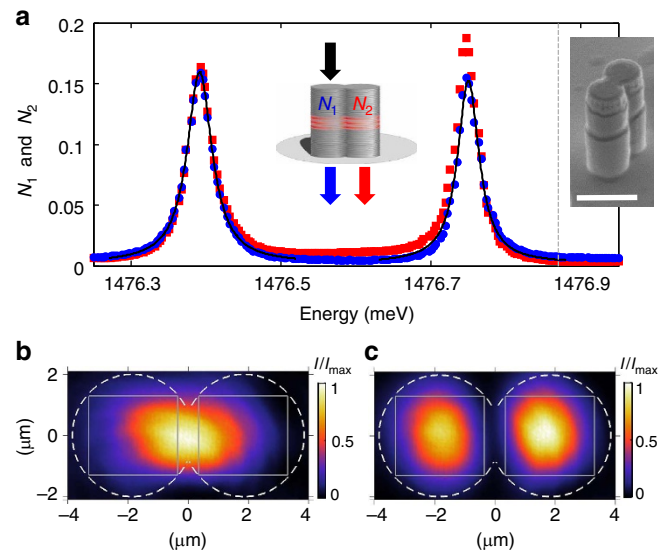 a
0.2
0.15
0.1
0.05
0
N1 and N2
N1 N2
1476.3 1476.5 1476.7 1476.9
Energy (meV)
b
I/Imax
2
0
−2
(μm)
1
0.5
0
−4 −2 0 2 4
(μm)
c
I/Imax
1
0.5
0
−4 −2 0 2 4
(μm)